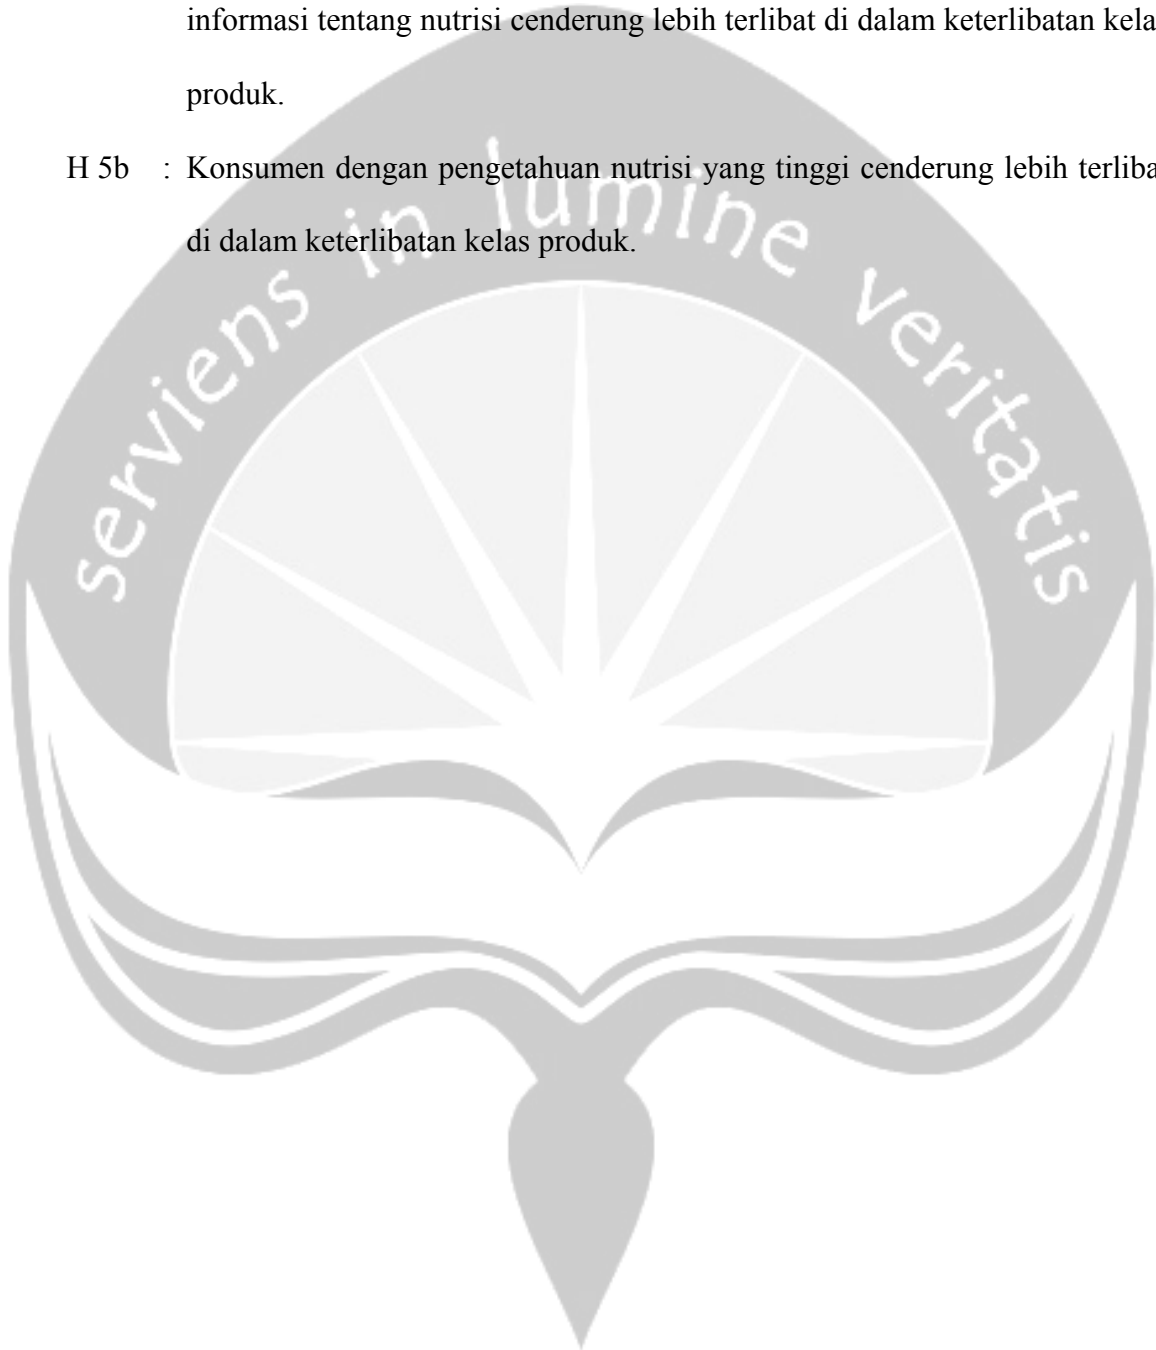 informasi tentang nutrisi cenderung lebih terlibat di dalam keterlibatan kela
produk.
H 5b : Konsumen dengan pengetahuan nutrisi yang tinggi cenderung lebih terliba
di dalam keterlibatan kelas produk.
serviens in lumine veritatis